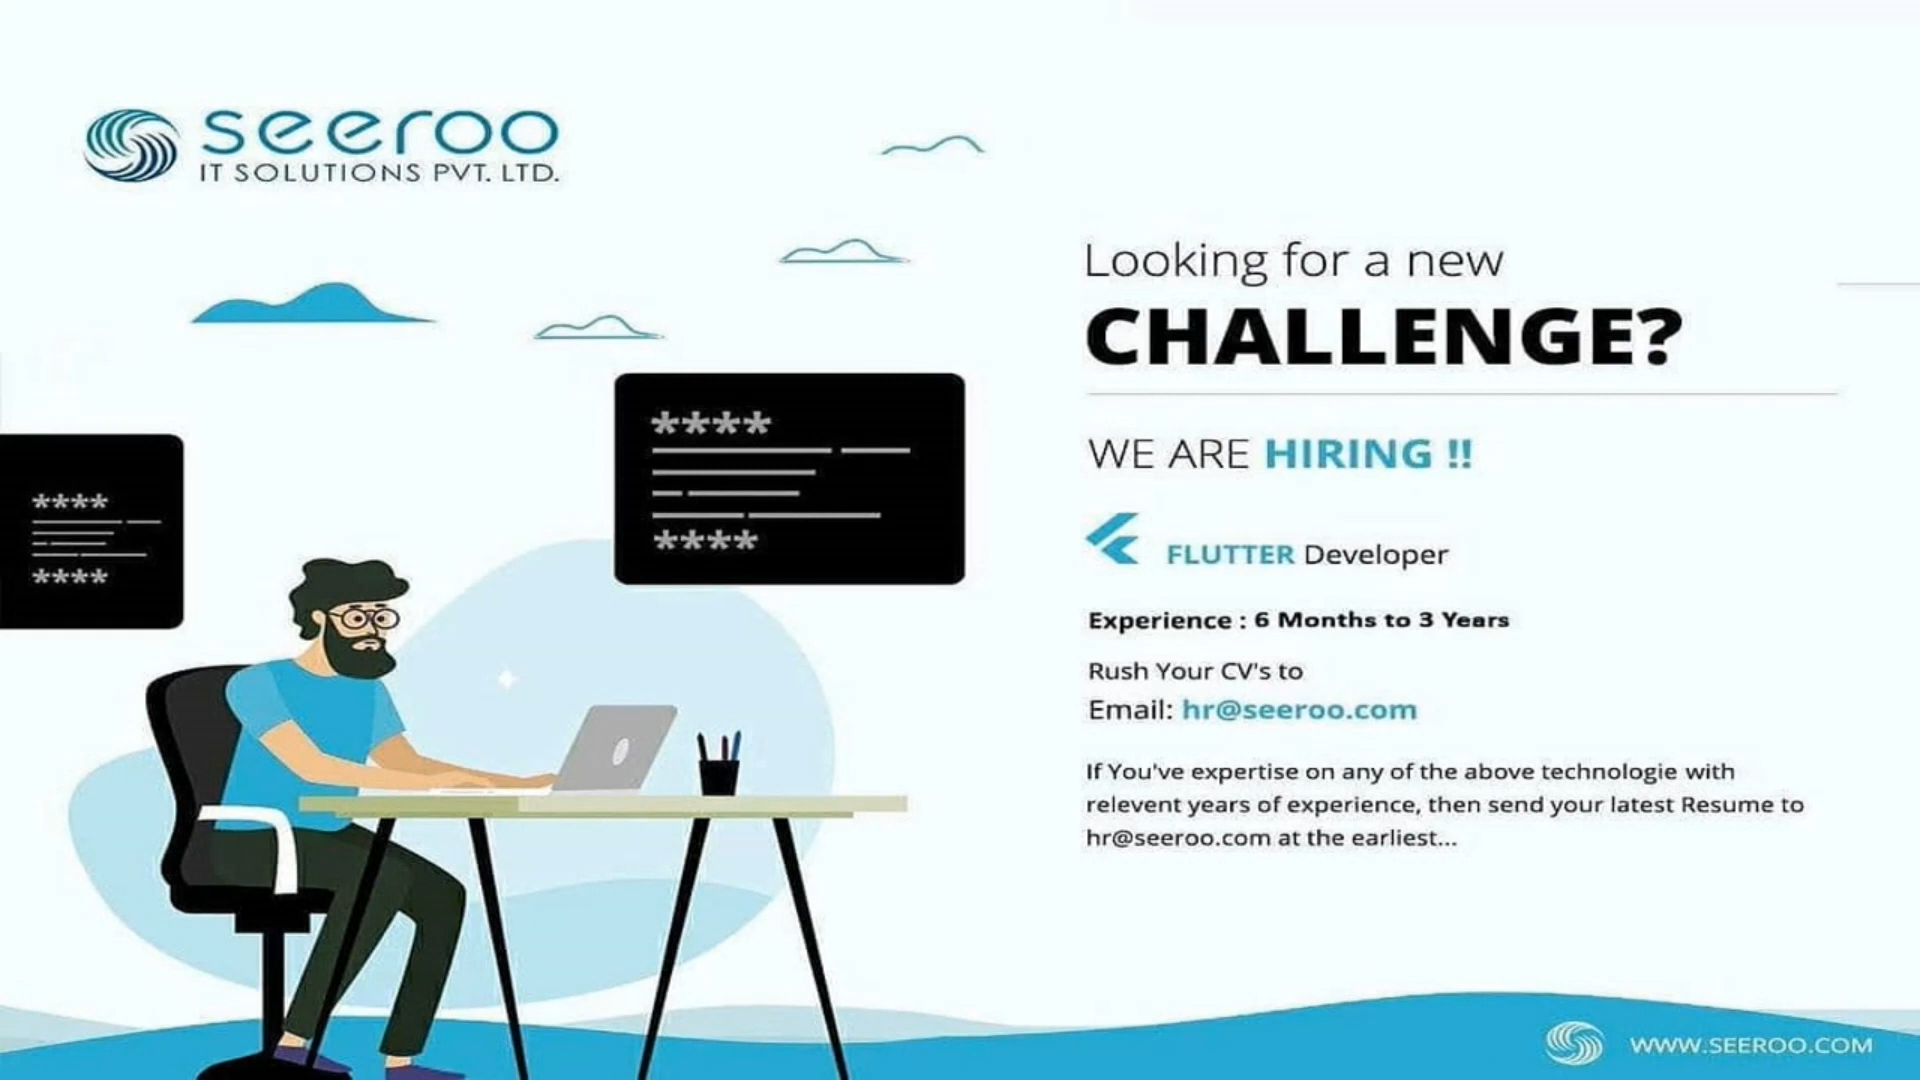 seeroo
IT SOLUTIONS PVT. LTD.
Looking for a new
CHALLENGE?
WE ARE HIRING !!
FLUTTER Developer
Experience : 6 Months to 3 Years
Rush Your CV's to
Email: hr@seeroo.com
If You've expertise on any of the above technologie with
relevent years of experience, then send your latest Resume to
hr@seeroo.com at the earliest...
****
****
****
****
WWW.SEEROO.COM